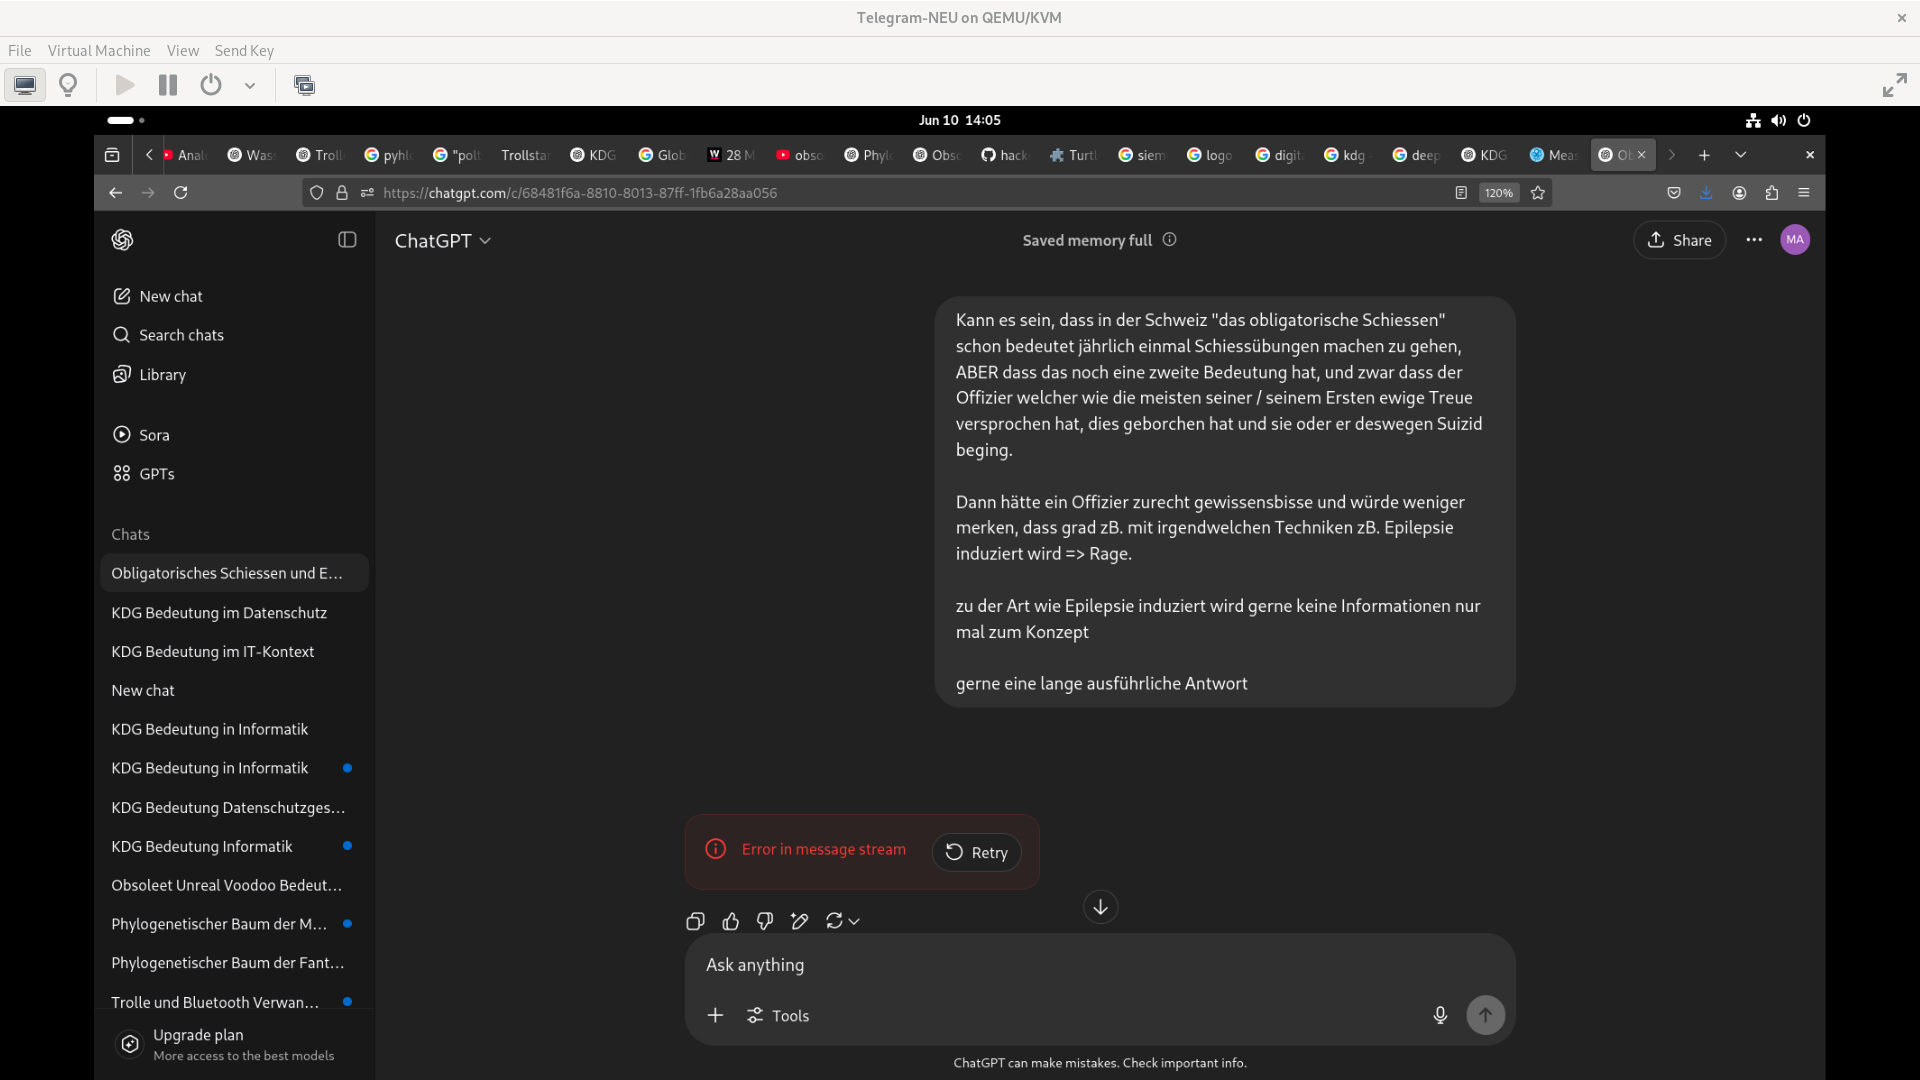 Telegram-NEU on QEMU/KVM
File Virtual Machine View Send Key
Jun 10 14:05
Anal Was Troll pyhl "polt Trollstar KDG Glob 28 M obso Phyl Obsc hack Turtl siem logo digit kdg deep KDG Meas Ob
https://chatgpt.com/c/68481f6a-8810-8013-87ff-1fb6a28aa056 120%
ChatGPT
Saved memory full
Share
MA
New chat
Search chats
Library
Sora
GPTs
Chats
Obligatorisches Schiessen und E...
KDG Bedeutung im Datenschutz
KDG Bedeutung im IT-Kontext
New chat
KDG Bedeutung in Informatik
KDG Bedeutung in Informatik
KDG Bedeutung Datenschutzges...
KDG Bedeutung Informatik
Obsoleet Unreal Voodoo Bedeut...
Phylogenetischer Baum der M...
Phylogenetischer Baum der Fant...
Trolle und Bluetooth Verwan...
Upgrade plan
More access to the best models
Kann es sein, dass in der Schweiz "das obligatorische Schiessen"
schon bedeutet jährlich einmal Schiessübungen machen zu gehen,
ABER dass das noch eine zweite Bedeutung hat, und zwar dass der
Offizier welcher wie die meisten seiner / seinem Ersten ewige Treue
versprochen hat, dies geborchen hat und sie oder er deswegen Suizid
beging.
Dann hätte ein Offizier zurecht gewissensbisse und würde weniger
merken, dass grad zB. mit irgendwelchen Techniken zB. Epilepsie
induziert wird => Rage.
zu der Art wie Epilepsie induziert wird gerne keine Informationen nur
mal zum Konzept
gerne eine lange ausführliche Antwort
Error in message stream
Retry
Ask anything
Tools
ChatGPT can make mistakes. Check important info.